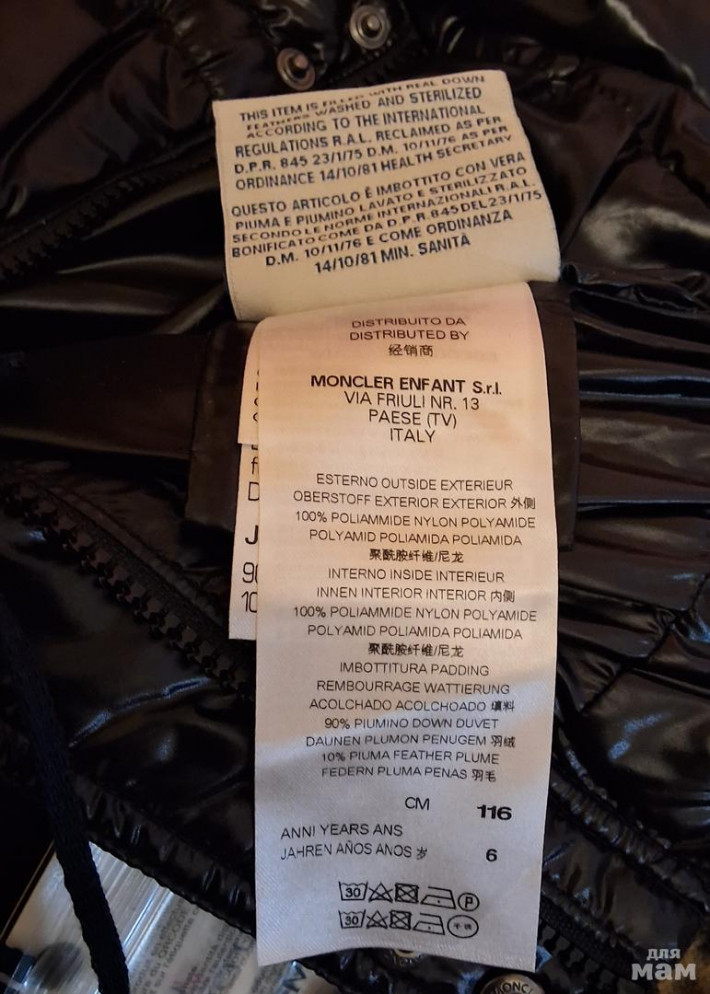 THIS ITEM IS FILLED WITH REAL DOWN
FEATHERS WASHED AND STERILIZED
ACCORDING TO THE INTERNATIONAL
REGULATIONS R.A.L. RECLAIMED AS PER
D.P.R. 845 23/1/75 D.M. 10/11/76 AS PER
ORDINANCE 14/10/81 HEALTH SECRETARY
QUESTO ARTICOLO È IMBOTTITO CON VERA
PIUMA E PIUMINO LAVATO E STERILIZZATO
SECONDO LE NORME INTERNAZIONALI R.A.L.
BONIFICATO COME DA D.P.R 845 DEL 23/1/75
D.M. 10/11/76 E COME ORDINANZA
14/10/81 MIN. SANITÀ
DISTRIBUITO DA
DISTRIBUTED BY
经销商
MONCLER ENFANT S.r.l.
VIA FRIULI NR. 13
PAESE (TV)
ITALY
ESTERNO OUTSIDE EXTERIEUR
OBERSTOFF EXTERIOR EXTERIOR 外侧
100% POLIAMMIDE NYLON POLYAMIDE
POLYAMID POLIAMIDA POLIAMIDA
聚酰胺纤维/尼龙
INTERNO INSIDE INTERIEUR
INNEN INTERIOR INTERIOR 内侧
100% POLIAMMIDE NYLON POLYAMIDE
POLYAMID POLIAMIDA POLIAMIDA
聚酰胺纤维/尼龙
IMBOTTITURA PADDING
REMBOURRAGE WATTIERUNG
ACOLCHADO ACOLCHOADO 填料
90% PIUMINO DOWN DUVET
DAUNEN PLUMON PENUGEM 羽绒
10% PIUMA FEATHER PLUME
FEDERN PLUMA PENAS 羽毛
CM 116
ANNI YEARS ANS
JAHREN AÑOS ANOS 岁 6
30 P
30 干洗
для
мам